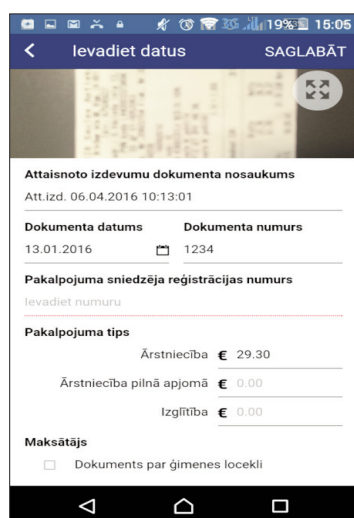 19% 15:05
Ievadiet datus SAGLABĀT
Attaisnoto izdevumu dokumenta nosaukums
Att.izd. 06.04.2016 10:13:01
Dokumenta datums Dokumenta numurs
13.01.2016 1234
Pakalpojuma sniedzēja reģistrācijas numurs
Ievadiet numuru
Pakalpojuma tips
Ārstniecība € 29.30
Ārstniecība pilnā apjomā € 0.00
Izglītība € 0.00
Maksātājs
Dokuments par ģimenes locekli